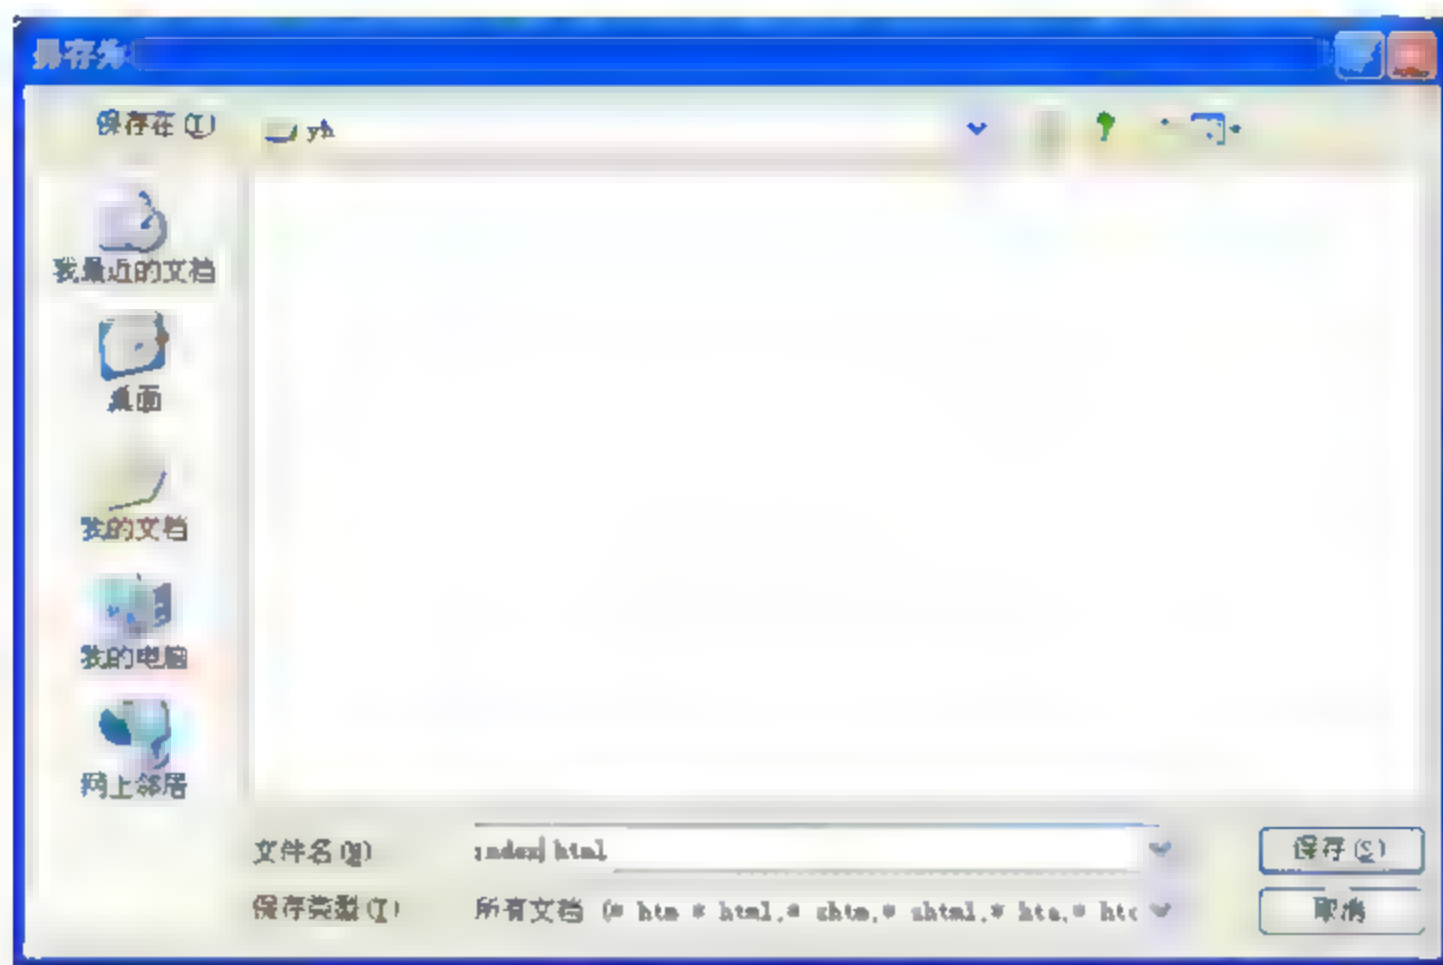 另存为
保存在(I)
yh
我最近的文档
桌面
我的文档
我的电脑
网上邻居
文件名(N)
index.html
保存(S)
保存类型(T)
所有文档 (*.htm;*.html;*.shtm;*.shtml;*.hta;*.htc
取消